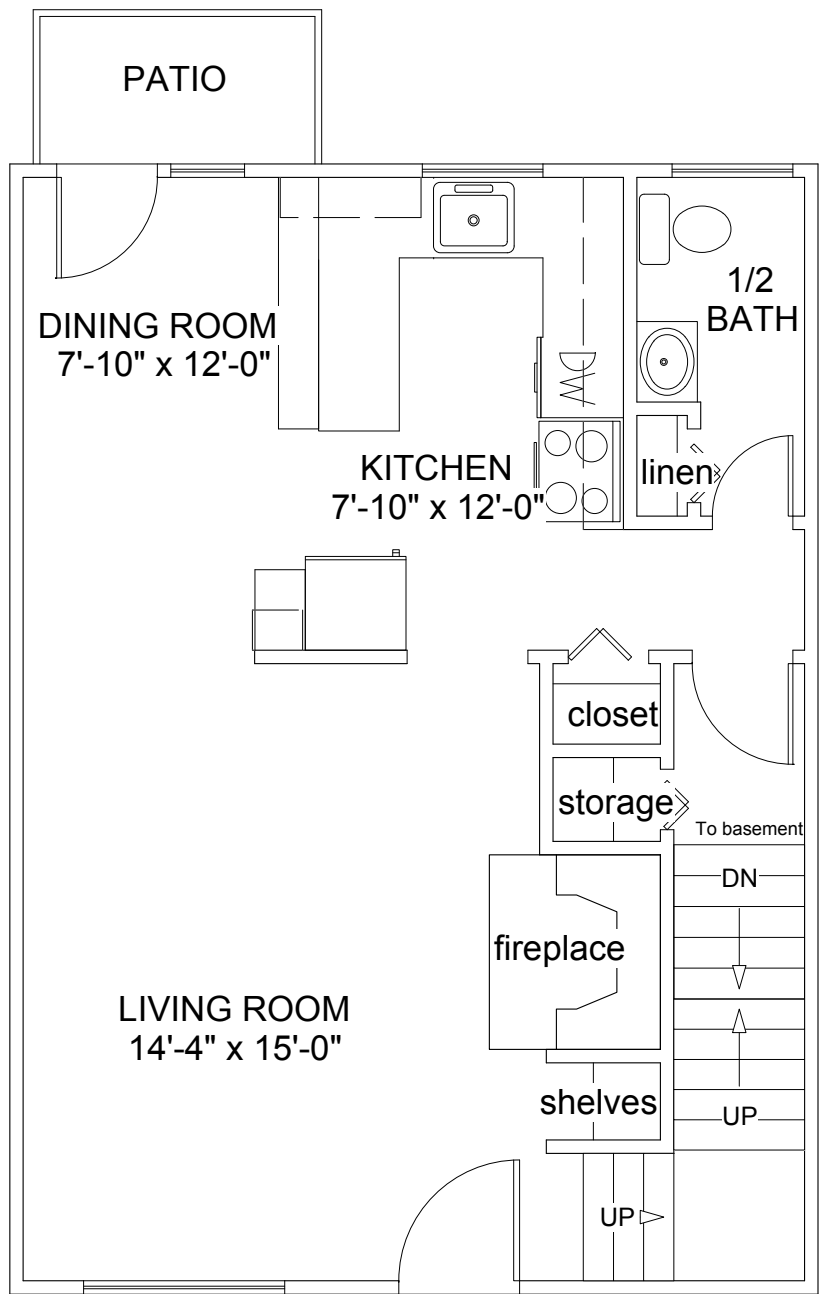 PATIO
1/2
BATH
DINING ROOM
7'-10" x 12'-0"
DW
KITCHEN
7'-10" x 12'-0"
linen
closet
storage
To basement
DN
fireplace
LIVING ROOM
14'-4" x 15'-0"
shelves
UP
UP